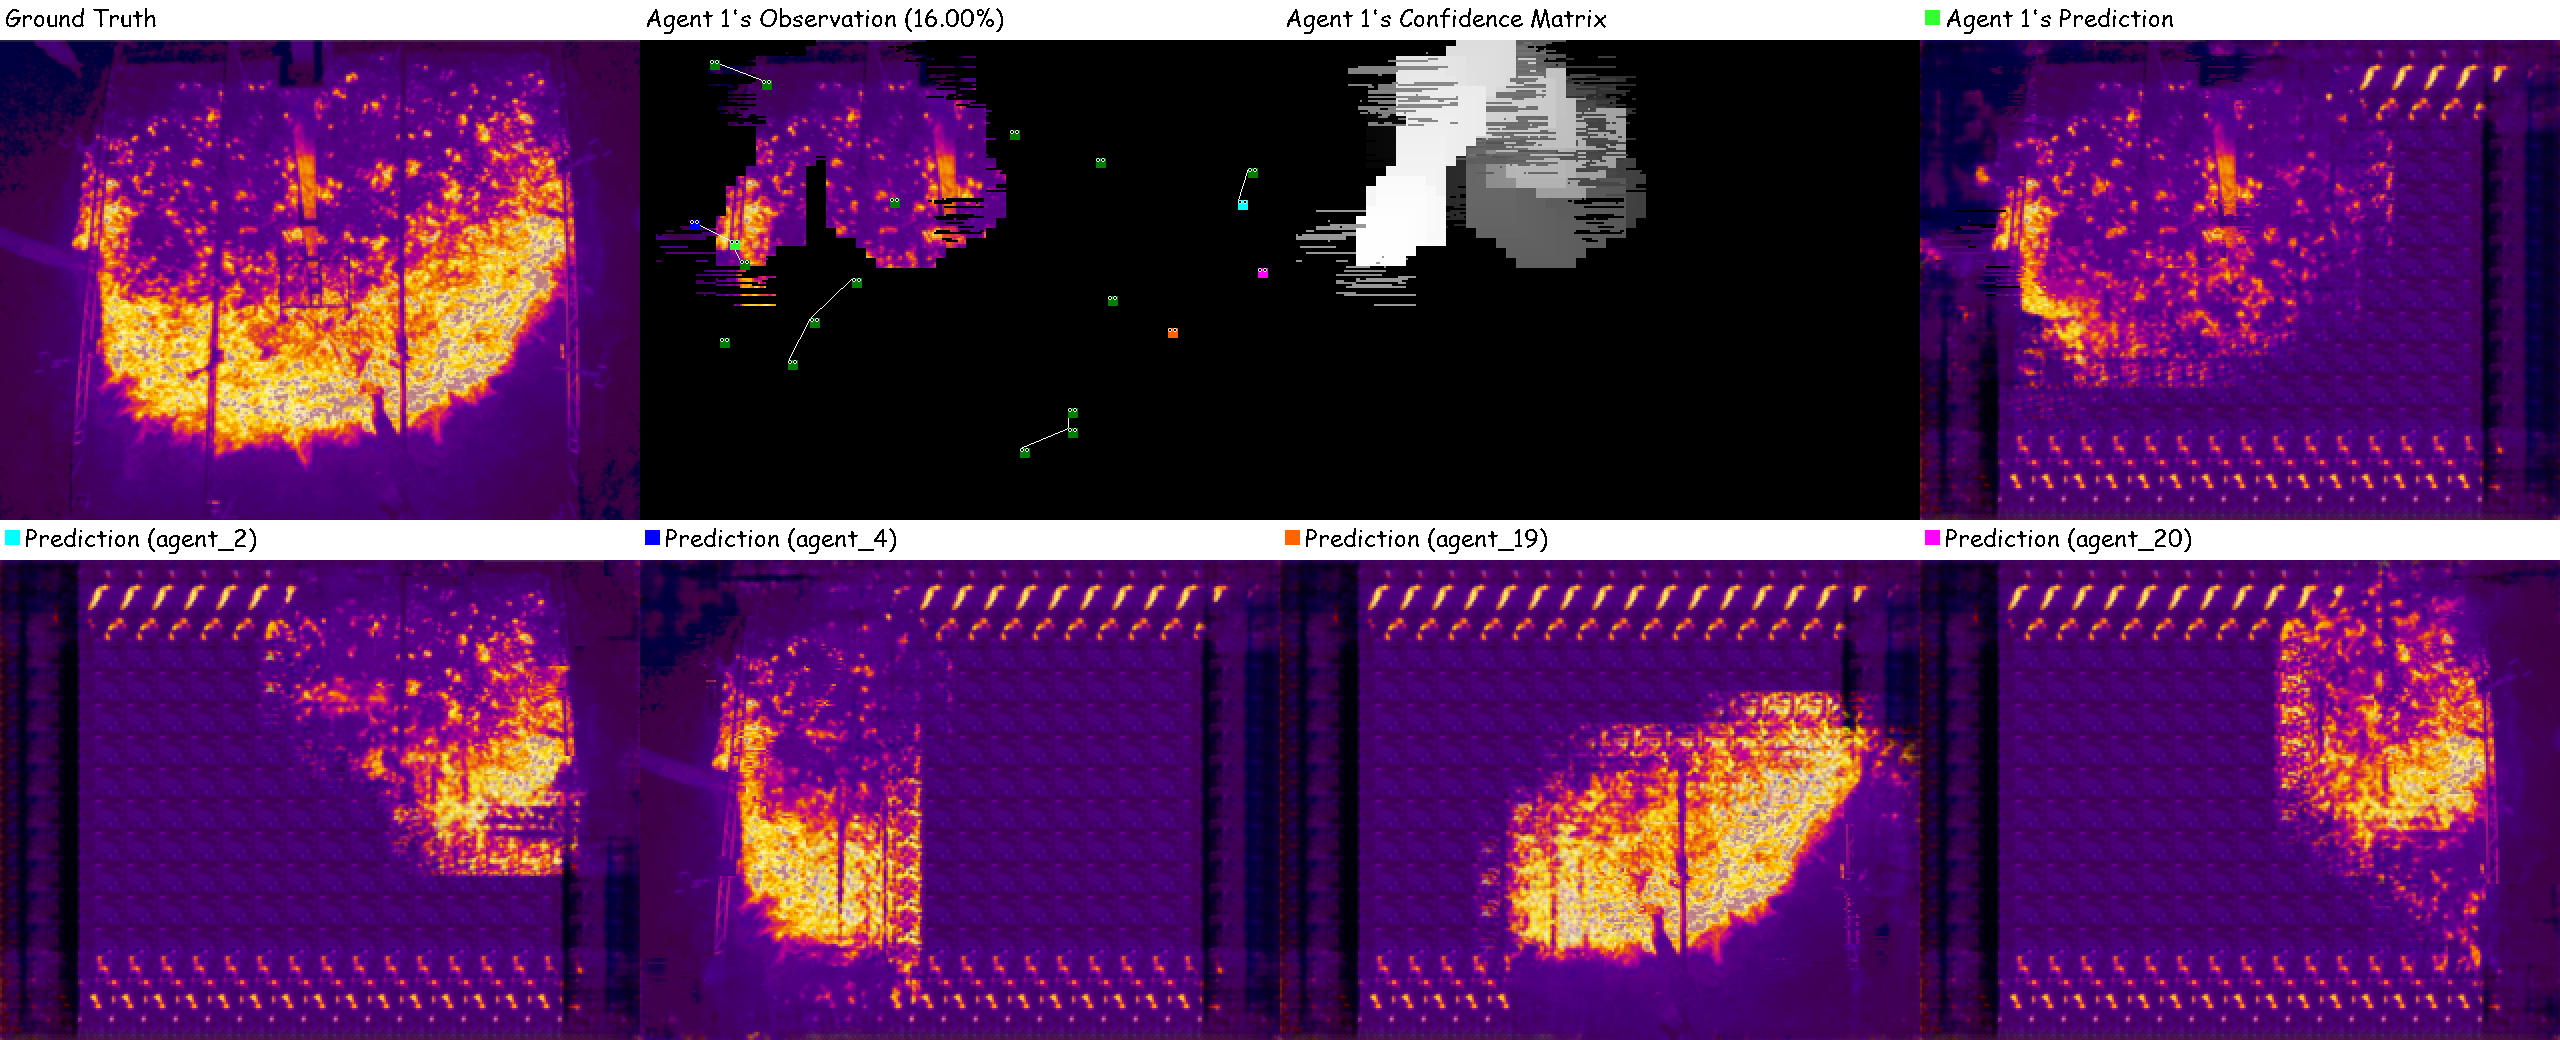 Ground Truth
Agent 1's Observation (16.00%)
Agent 1's Confidence Matrix
Agent 1's Prediction
Prediction (agent_2)
Prediction (agent_4)
Prediction (agent_19)
Prediction (agent_20)